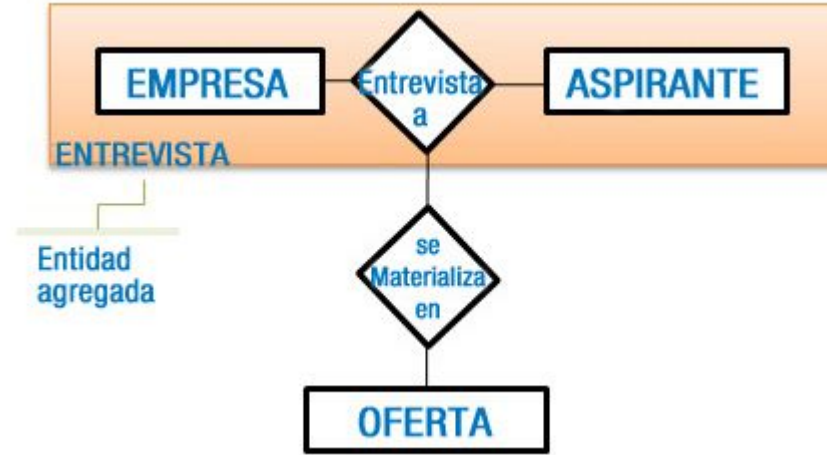 EMPRESA
Entrevista
a
ASPIRANTE
ENTREVISTA
Entidad
agregada
se
Materializa
en
OFERTA